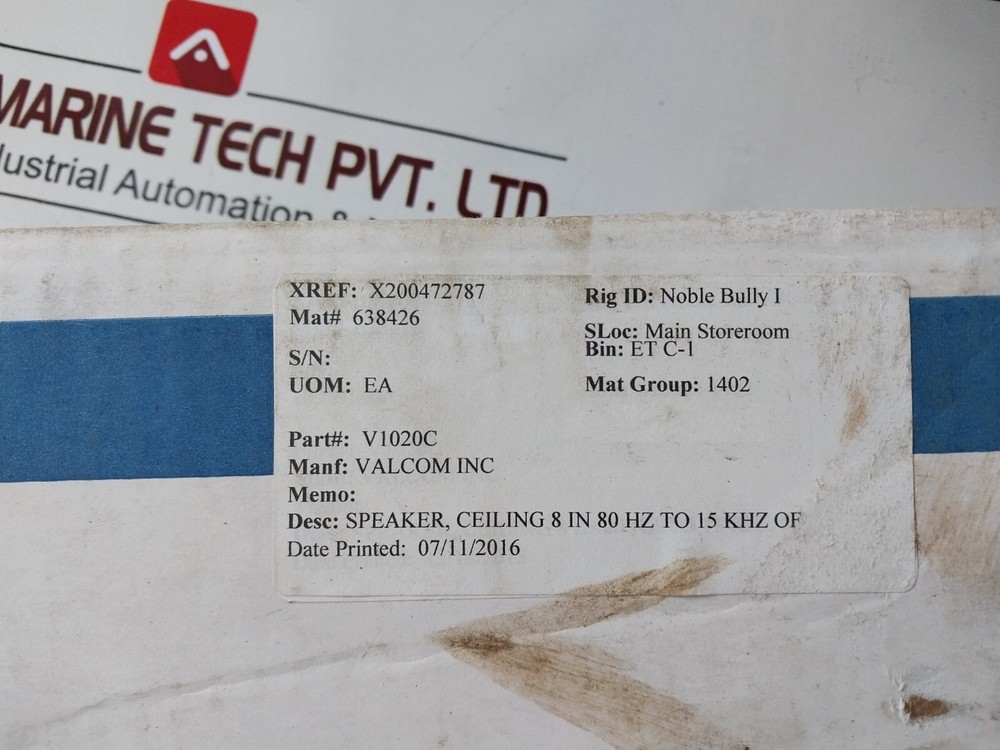 MARINE TECH PVT. LTD
dustrial Automation &
XREF: X200472787
Mat# 638426
S/N:
UOM: EA
Rig ID: Noble Bully I
SLoc: Main Storeroom
Bin: ET C-1
Mat Group: 1402
Part#: V1020C
Manf: VALCOM INC
Memo:
Desc: SPEAKER, CEILING 8 IN 80 HZ TO 15 KHZ OF
Date Printed: 07/11/2016